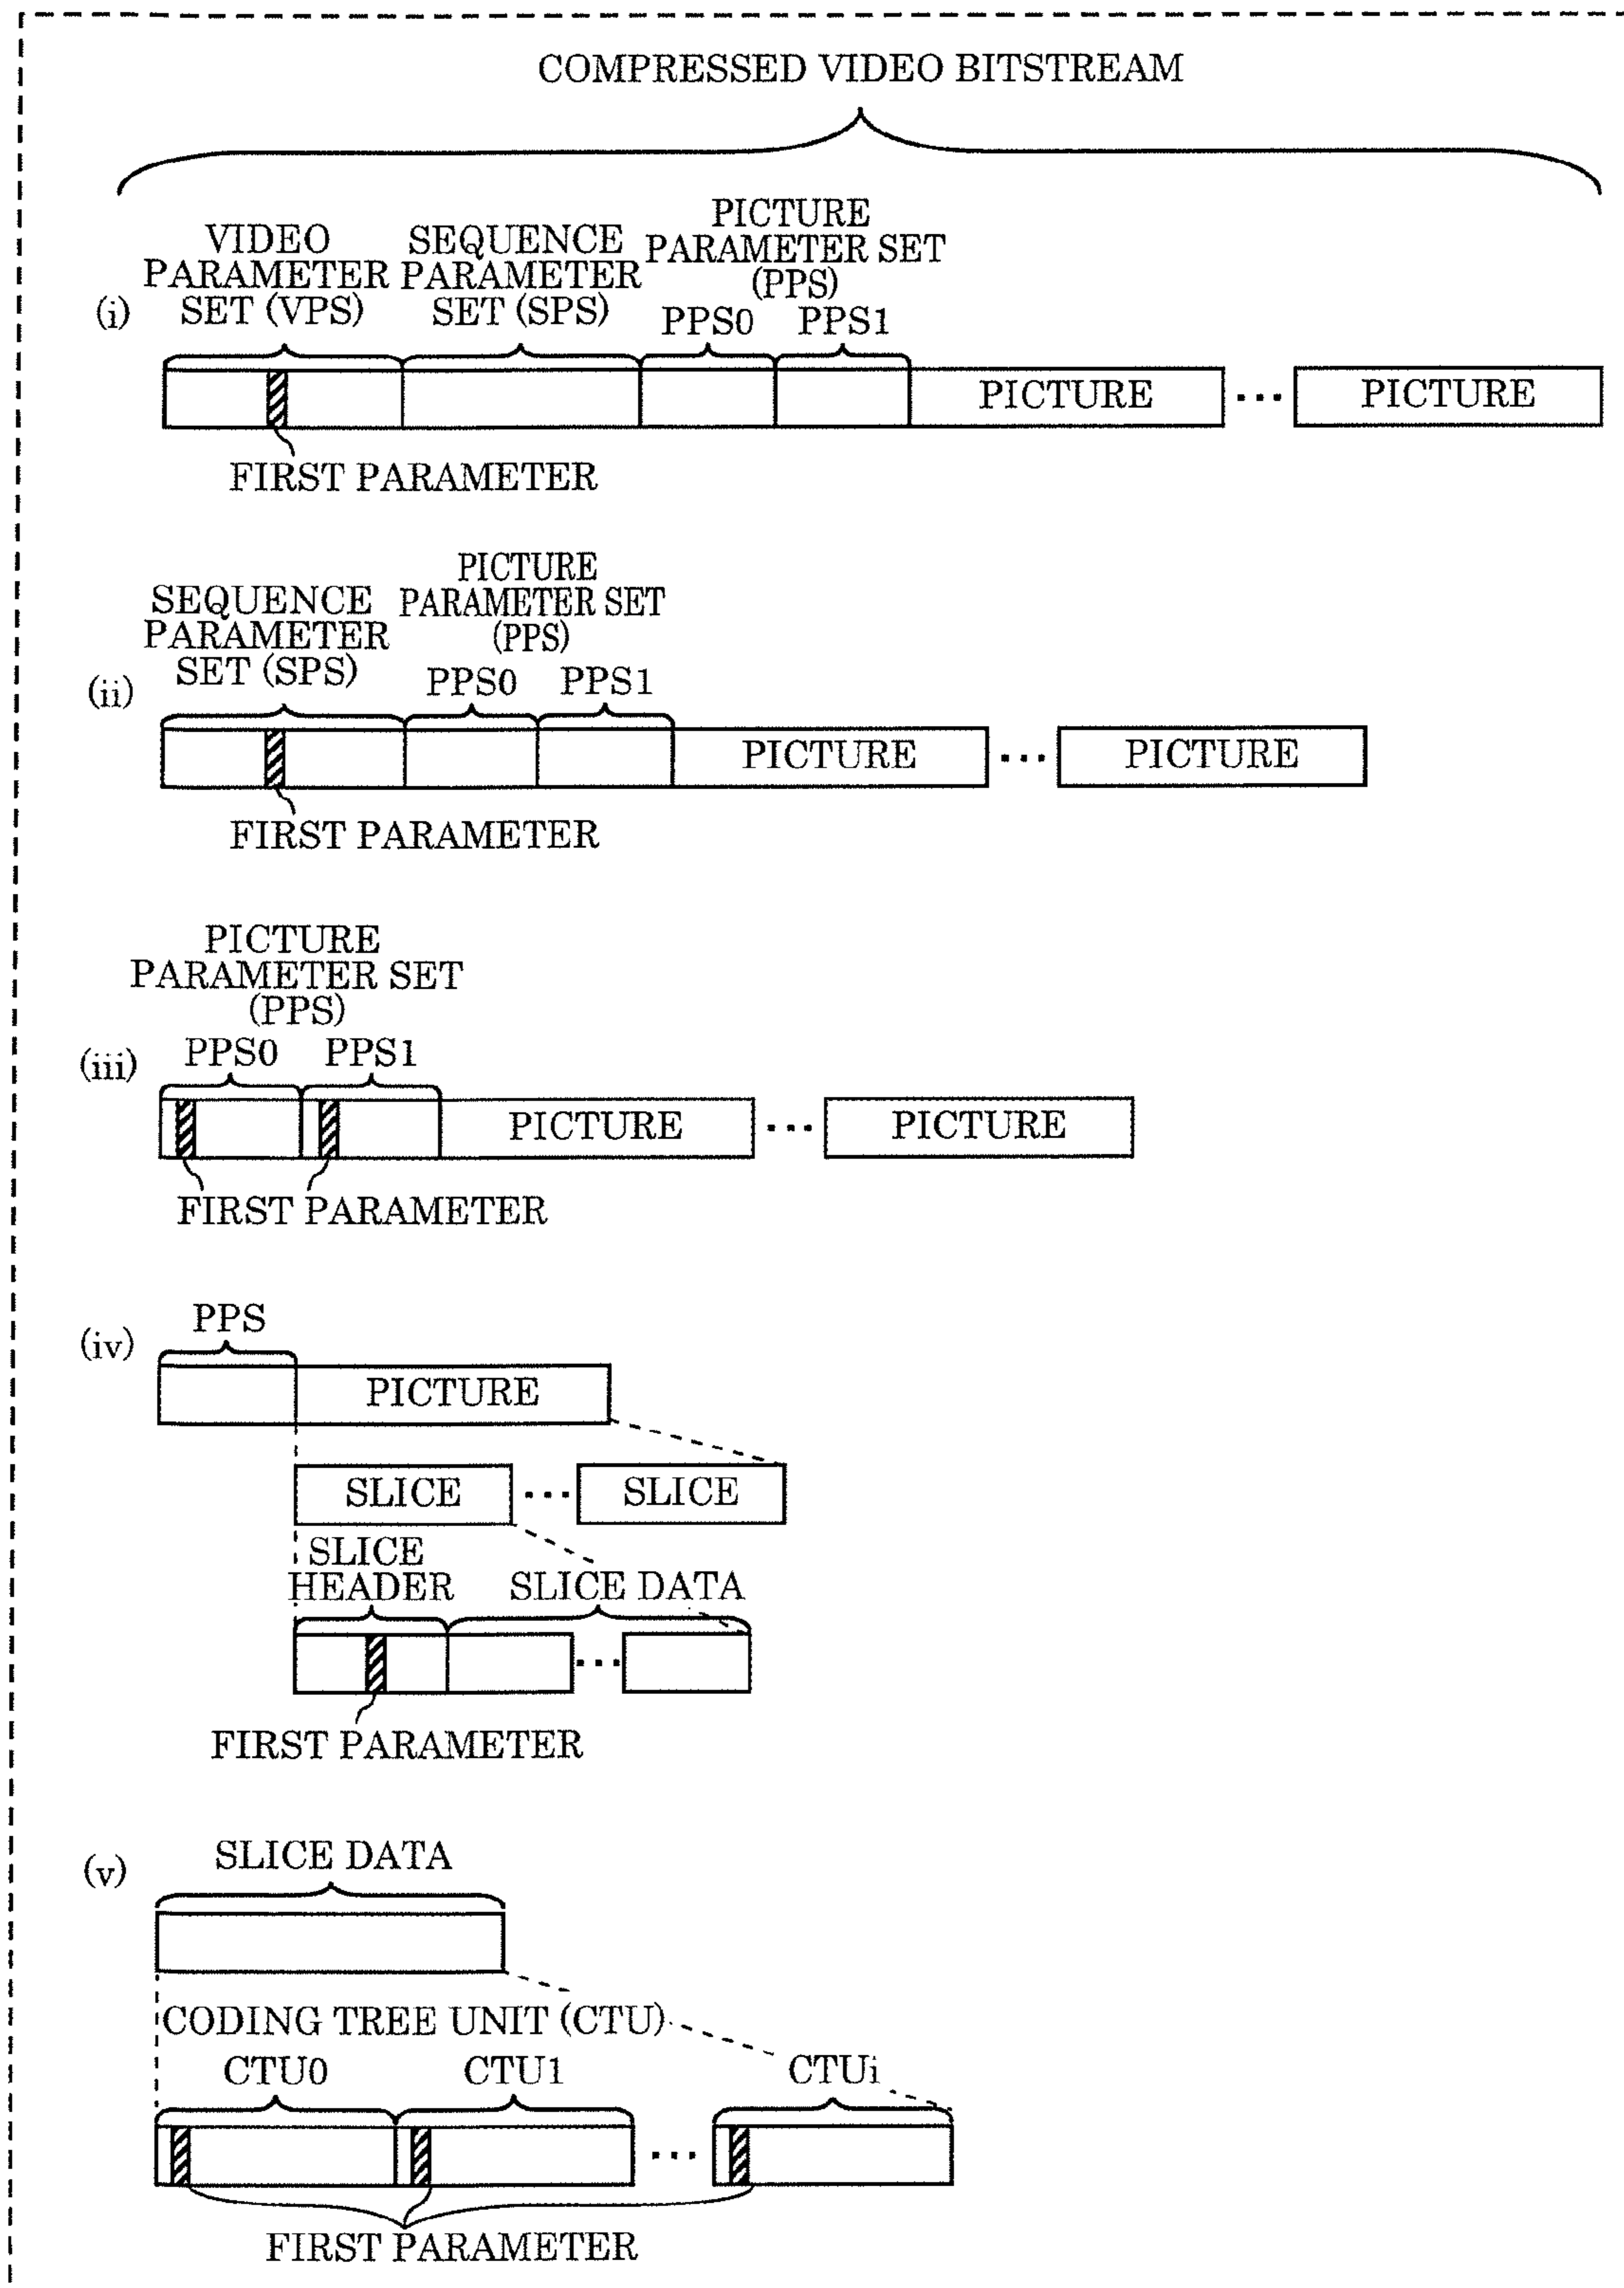 COMPRESSED VIDEO BITSTREAM
(i)
VIDEO
PARAMETER
SET (VPS)
SEQUENCE
PARAMETER
SET (SPS)
PICTURE
PARAMETER SET
(PPS)
PPS0 PPS1
PICTURE ... PICTURE
FIRST PARAMETER
(ii)
SEQUENCE
PARAMETER
SET (SPS)
PICTURE
PARAMETER SET
(PPS)
PPS0 PPS1
PICTURE ... PICTURE
FIRST PARAMETER
(iii)
PICTURE
PARAMETER SET
(PPS)
PPS0 PPS1
PICTURE ... PICTURE
FIRST PARAMETER
(iv)
PPS
PICTURE
SLICE ... SLICE
SLICE
HEADER
SLICE DATA
...
FIRST PARAMETER
(v)
SLICE DATA
CODING TREE UNIT (CTU)
CTU0 CTU1 CTUi
...
FIRST PARAMETER